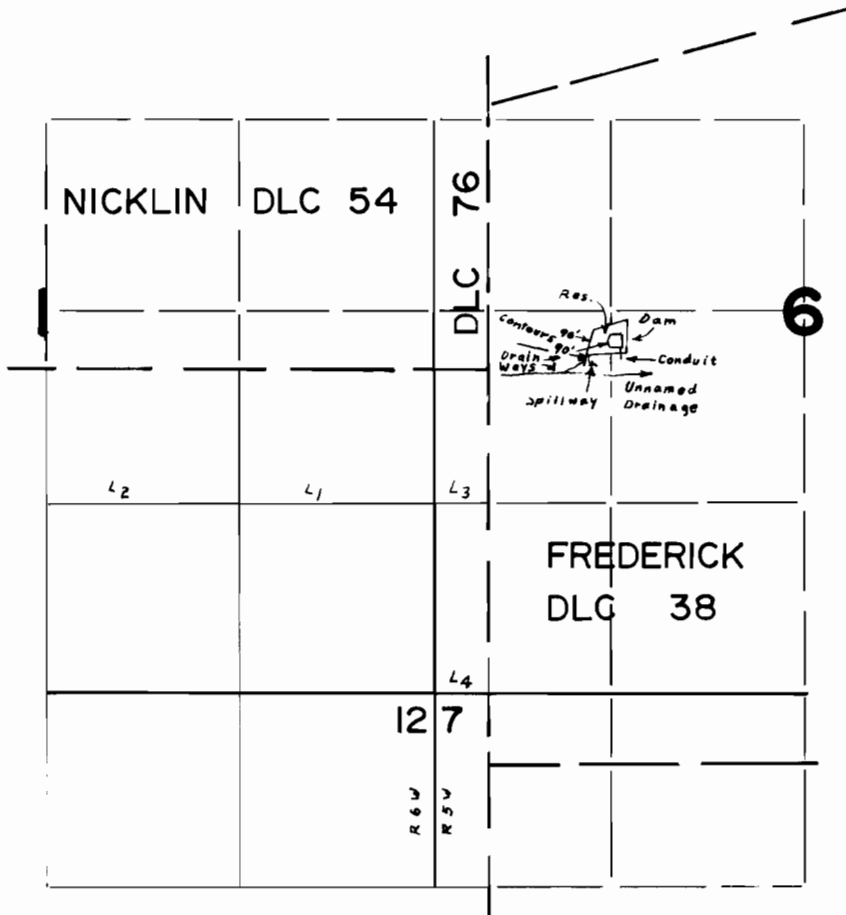 NICKLIN DLC 54
DLC 76
1
6
Res.
Dam
Contours 96'
90'
Drain
Ways
Conduit
Spillway
Unnamed
Drainage
L2
L1
L3
FREDERICK
DLC 38
L4
12 7
R6W
R5W